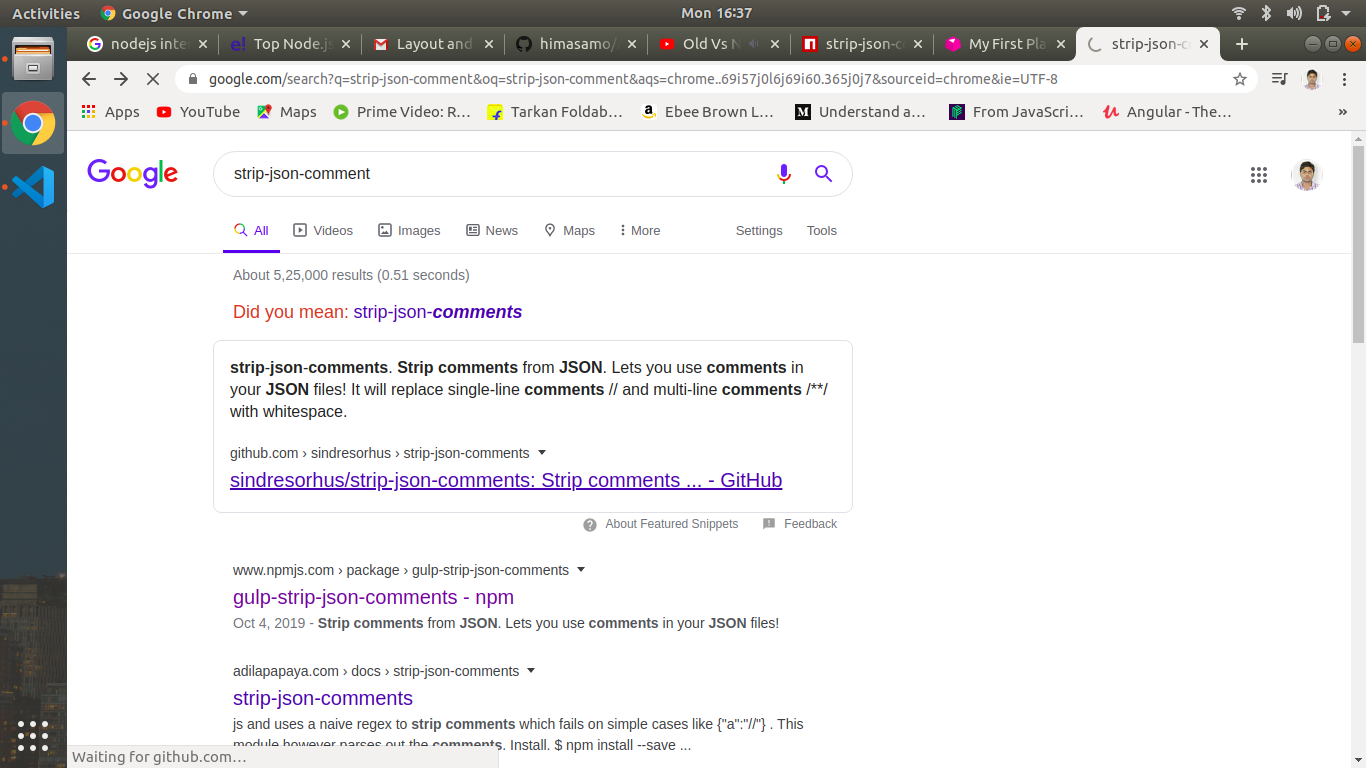 Activities Google Chrome Mon 16:37
nodejs inte Top Node.js Layout and himasamo/ Old Vs N strip-json-co My First Pla strip-json-co
google.com/search?q=strip-json-comment&oq=strip-json-comment&aqs=chrome..69i57j0l6j69i60.365j0j7&sourceid=chrome&ie=UTF-8
Apps YouTube Maps Prime Video: R… Tarkan Foldab… Ebee Brown L… Understand a… From JavaScri… Angular - The… »
Google strip-json-comment
All Videos Images News Maps More Settings Tools
About 5,25,000 results (0.51 seconds)
Did you mean: strip-json-comments
strip-json-comments. Strip comments from JSON. Lets you use comments in
your JSON files! It will replace single-line comments // and multi-line comments /**/
with whitespace.
github.com › sindresorhus › strip-json-comments
sindresorhus/strip-json-comments: Strip comments ... - GitHub
About Featured Snippets Feedback
www.npmjs.com › package › gulp-strip-json-comments
gulp-strip-json-comments - npm
Oct 4, 2019 - Strip comments from JSON. Lets you use comments in your JSON files!
adilapapaya.com › docs › strip-json-comments
strip-json-comments
js and uses a naive regex to strip comments which fails on simple cases like {"a":"//"} . This
module however parses out the comments. Install. $ npm install --save ...
Waiting for github.com…